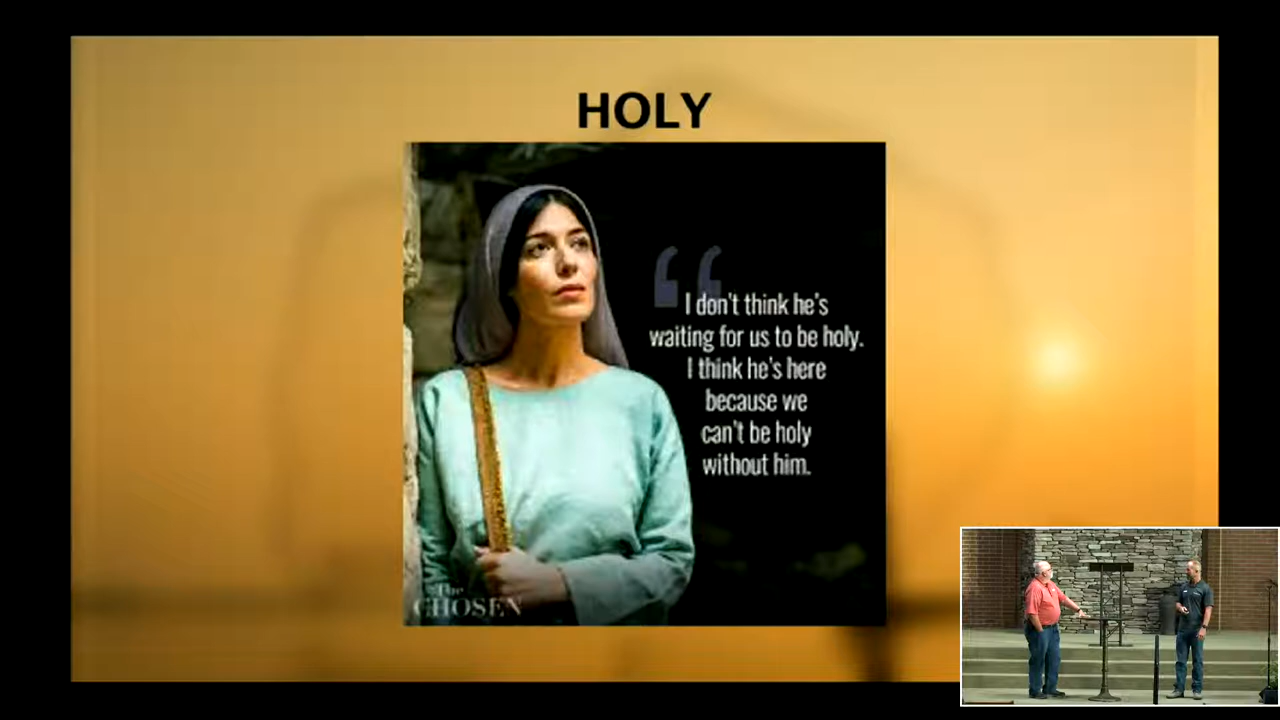 HOLY
“
I don't think he's
waiting for us to be holy.
I think he's here
because we
can't be holy
without him.
The
CHOSEN